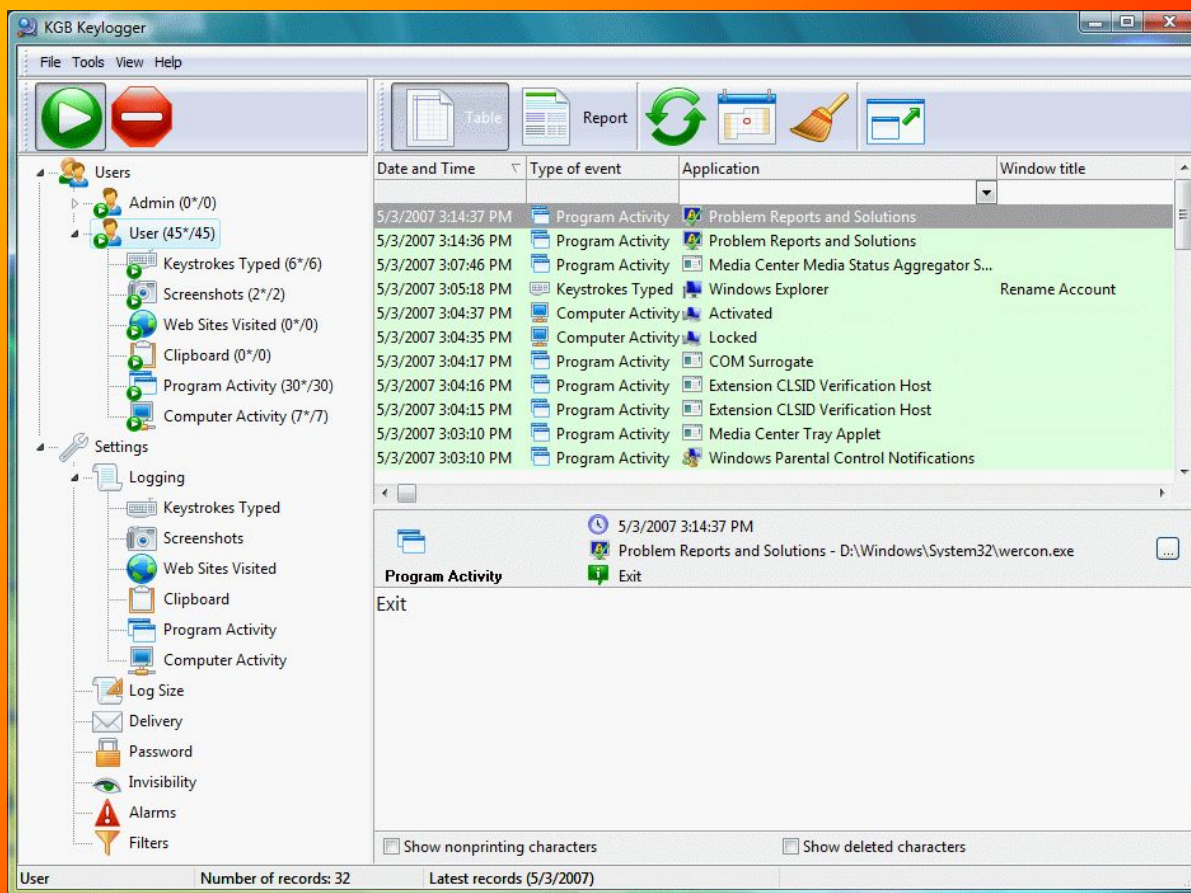 KGB Keylogger
File Tools View Help
Table Report
Users
Admin (0*/0)
User (45*/45)
Keystrokes Typed (6*/6)
Screenshots (2*/2)
Web Sites Visited (0*/0)
Clipboard (0*/0)
Program Activity (30*/30)
Computer Activity (7*/7)
Settings
Logging
Keystrokes Typed
Screenshots
Web Sites Visited
Clipboard
Program Activity
Computer Activity
Log Size
Delivery
Password
Invisibility
Alarms
Filters
Date and Time Type of event Application Window title
5/3/2007 3:14:37 PM Program Activity Problem Reports and Solutions
5/3/2007 3:14:36 PM Program Activity Problem Reports and Solutions
5/3/2007 3:07:46 PM Program Activity Media Center Media Status Aggregator S...
5/3/2007 3:05:18 PM Keystrokes Typed Windows Explorer Rename Account
5/3/2007 3:04:37 PM Computer Activity Activated
5/3/2007 3:04:35 PM Computer Activity Locked
5/3/2007 3:04:17 PM Program Activity COM Surrogate
5/3/2007 3:04:16 PM Program Activity Extension CLSID Verification Host
5/3/2007 3:04:15 PM Program Activity Extension CLSID Verification Host
5/3/2007 3:03:10 PM Program Activity Media Center Tray Applet
5/3/2007 3:03:10 PM Program Activity Windows Parental Control Notifications
5/3/2007 3:14:37 PM
Problem Reports and Solutions - D:\Windows\System32\wercon.exe
...
Program Activity Exit
Exit
Show nonprinting characters Show deleted characters
User Number of records: 32 Latest records (5/3/2007)